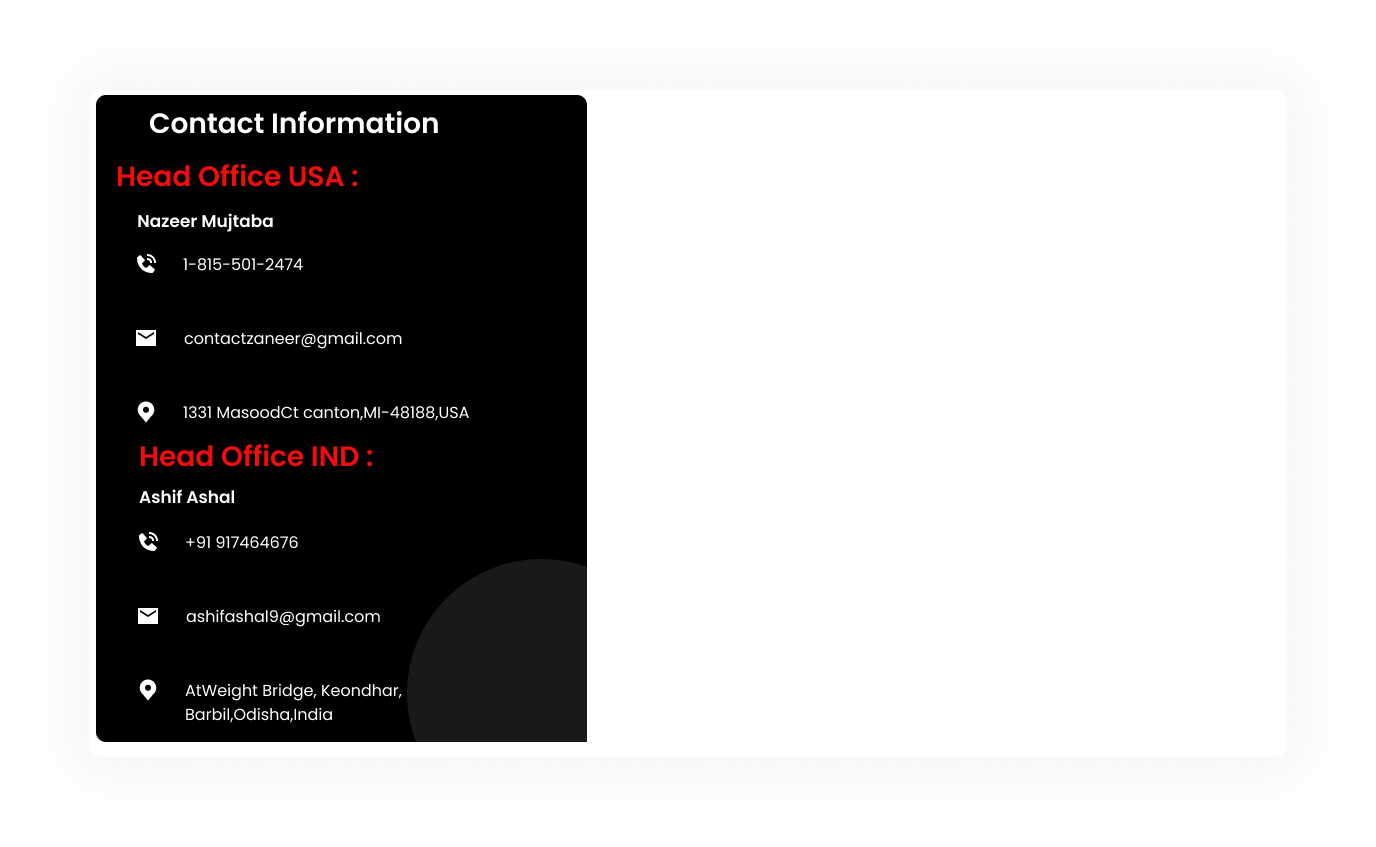 Contact Information
Head Office USA :
Nazeer Mujtaba
1-815-501-2474
contactzaneer@gmail.com
1331 MasoodCt canton,MI-48188,USA
Head Office IND :
Ashif Ashal
+91 917464676
ashifashal9@gmail.com
AtWeight Bridge, Keondhar,
Barbil,Odisha,India